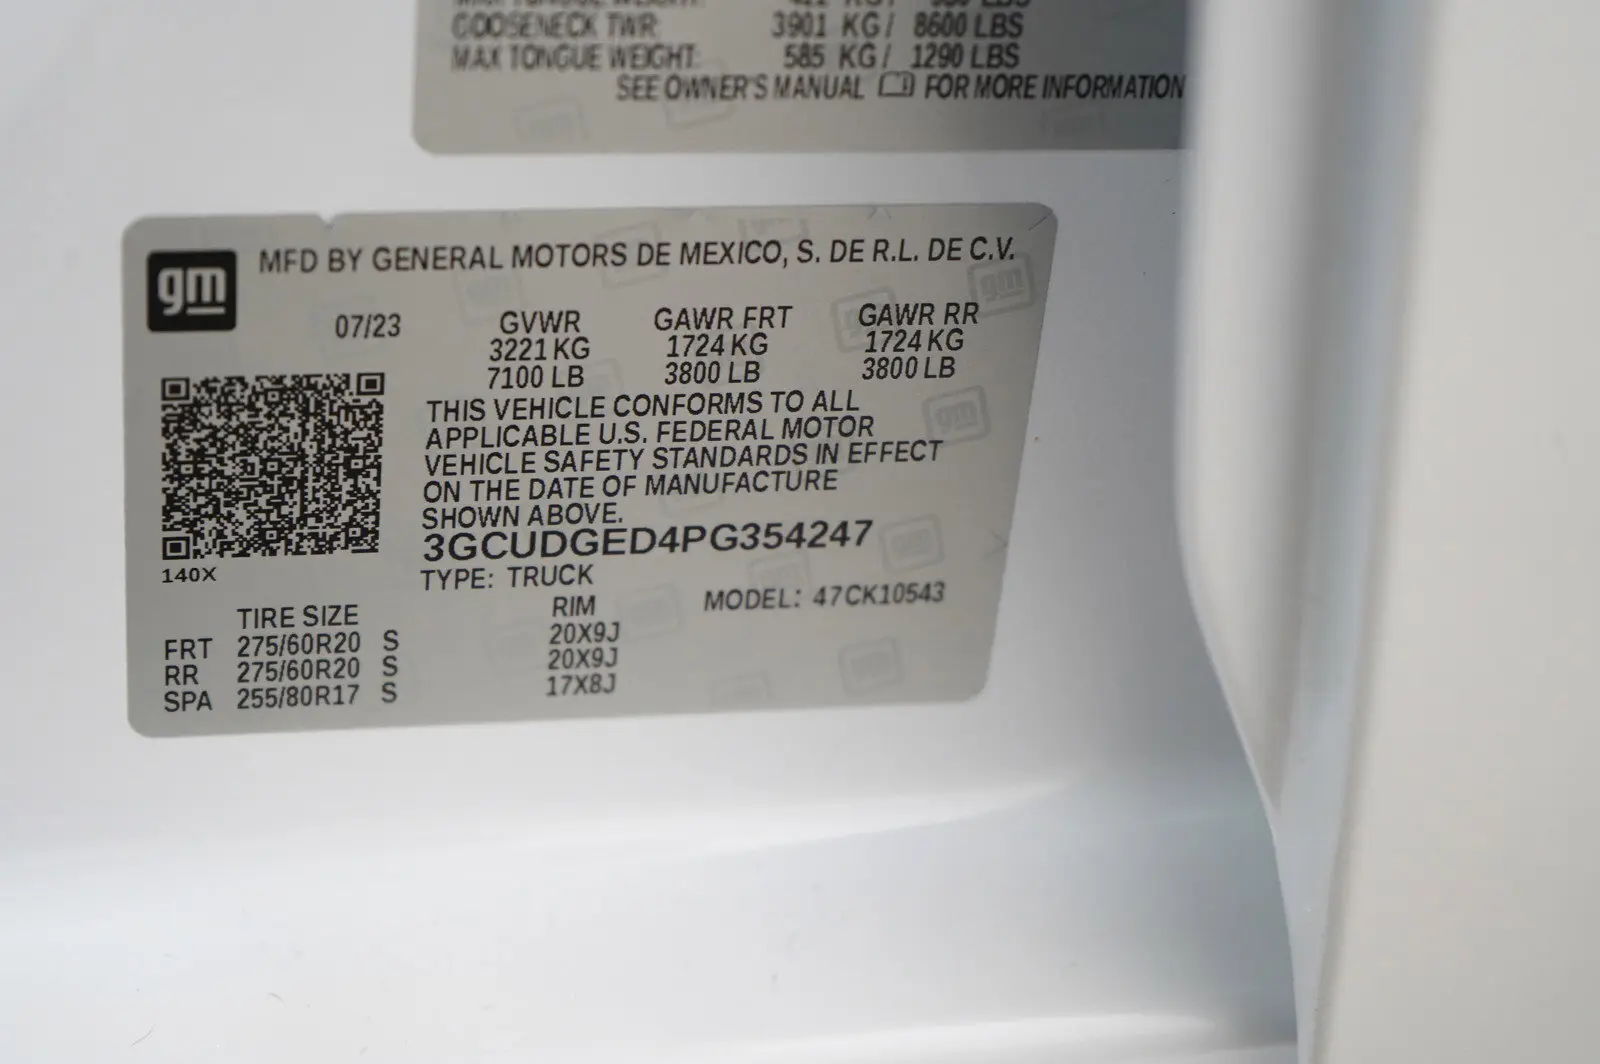 GOOSENECK TWR: 3901 KG / 8600 LBS
MAX TONGUE WEIGHT: 585 KG / 1290 LBS
SEE OWNER'S MANUAL FOR MORE INFORMATION
gm MFD BY GENERAL MOTORS DE MEXICO, S. DE R.L. DE C.V.
07/23 GVWR GAWR FRT GAWR RR
3221 KG 1724 KG 1724 KG
7100 LB 3800 LB 3800 LB
THIS VEHICLE CONFORMS TO ALL
APPLICABLE U.S. FEDERAL MOTOR
VEHICLE SAFETY STANDARDS IN EFFECT
ON THE DATE OF MANUFACTURE
SHOWN ABOVE.
3GCUDGED4PG354247
140X
TYPE: TRUCK
MODEL: 47CK10543
TIRE SIZE RIM
FRT 275/60R20 S 20X9J
RR 275/60R20 S 20X9J
SPA 255/80R17 S 17X8J